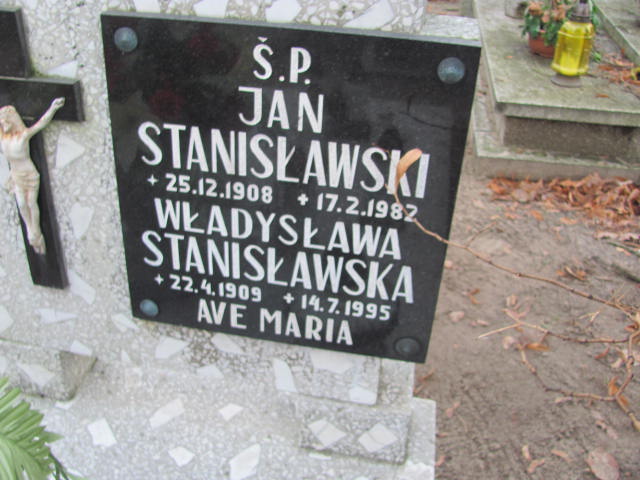 Ś.P.
JAN
STANISŁAWSKI
+ 25.12.1908 + 17.2.1982
WŁADYSŁAWA
STANISŁAWSKA
+ 22.4.1909 + 14.7.1995
AVE MARIA